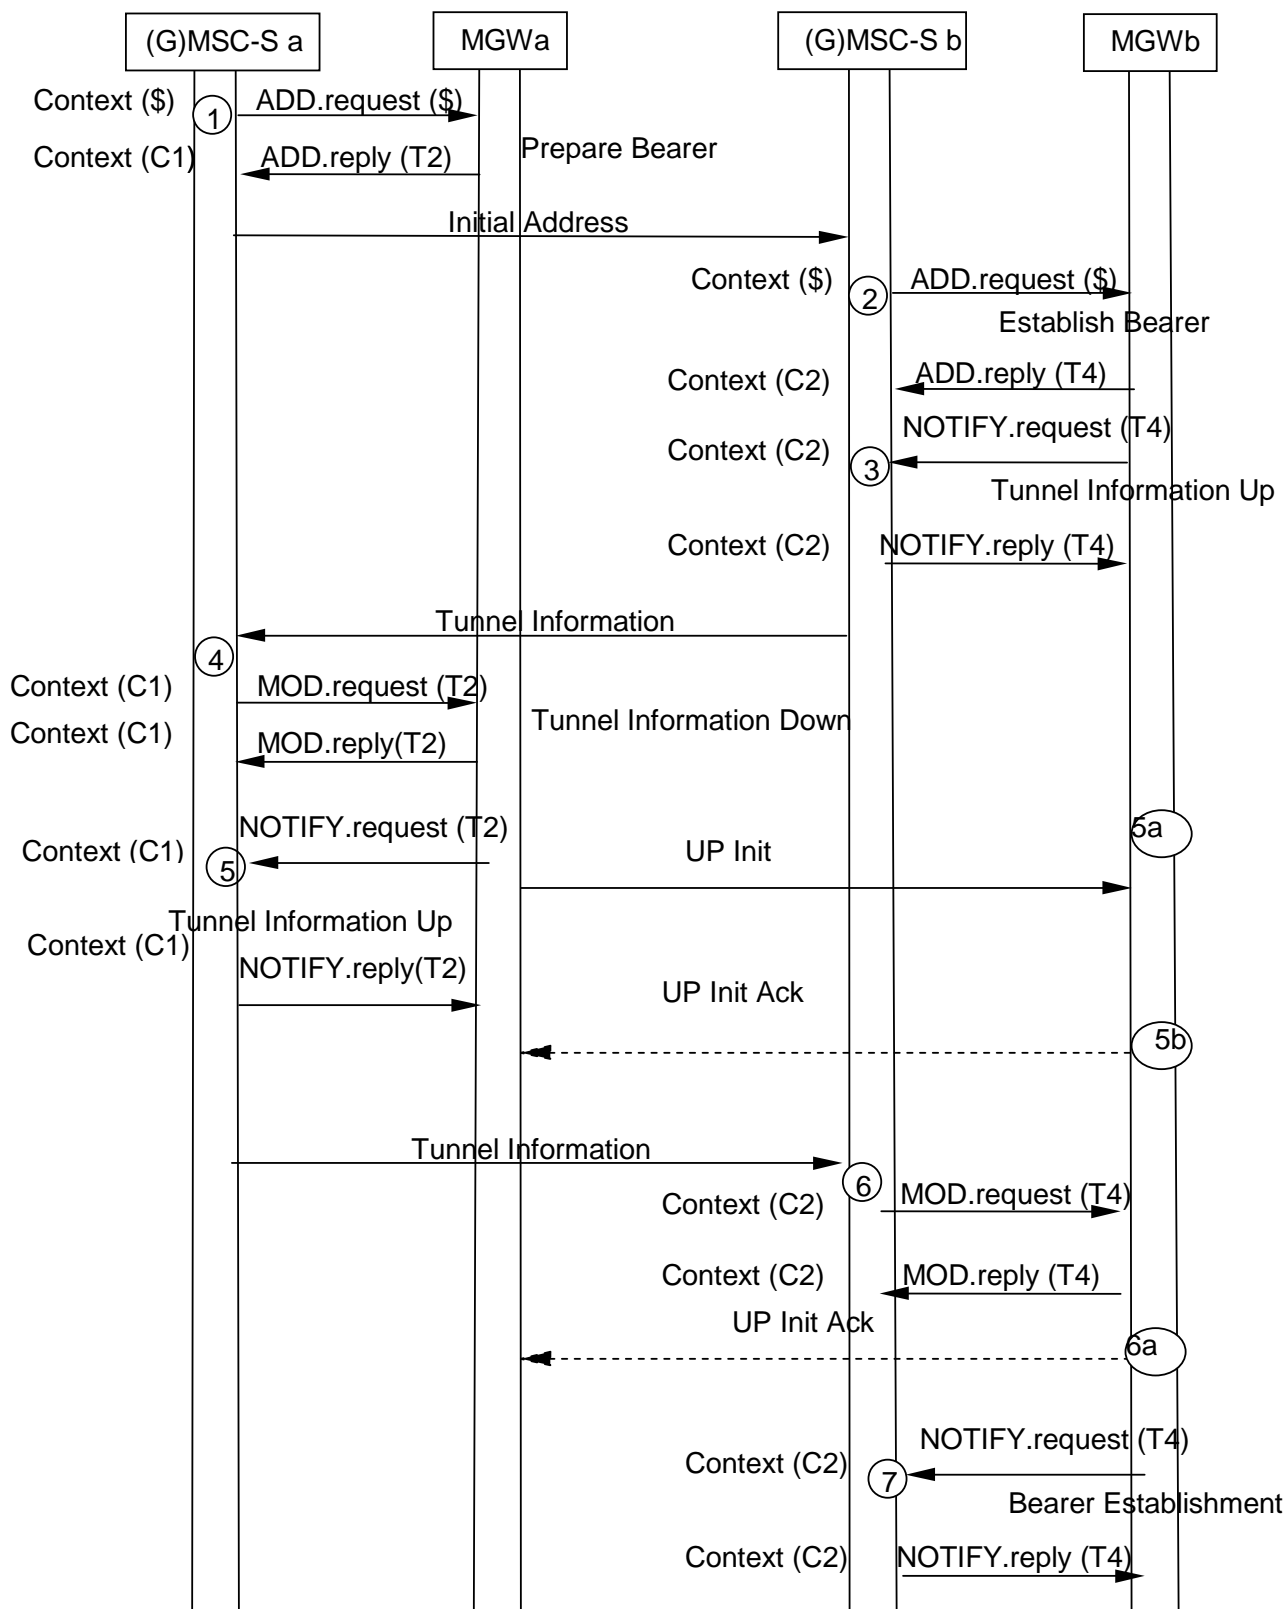 (G)MSC-S a
MGWa
(G)MSC-S b
MGWb
Context ($)
1
ADD.request ($)
Context (C1)
ADD.reply (T2)
Prepare Bearer
Initial Address
Context ($)
2
ADD.request ($)
Establish Bearer
Context (C2)
ADD.reply (T4)
NOTIFY.request (T4)
Context (C2)
3
Tunnel Information Up
Context (C2)
NOTIFY.reply (T4)
Tunnel Information
4
Context (C1)
MOD.request (T2)
Tunnel Information Down
Context (C1)
MOD.reply(T2)
NOTIFY.request (T2)
5a
Context (C1)
5
UP Init
Tunnel Information Up
Context (C1)
NOTIFY.reply(T2)
UP Init Ack
5b
Tunnel Information
6
Context (C2)
MOD.request (T4)
Context (C2)
MOD.reply (T4)
UP Init Ack
6a
NOTIFY.request (T4)
Context (C2)
7
Bearer Establishment
Context (C2)
NOTIFY.reply (T4)